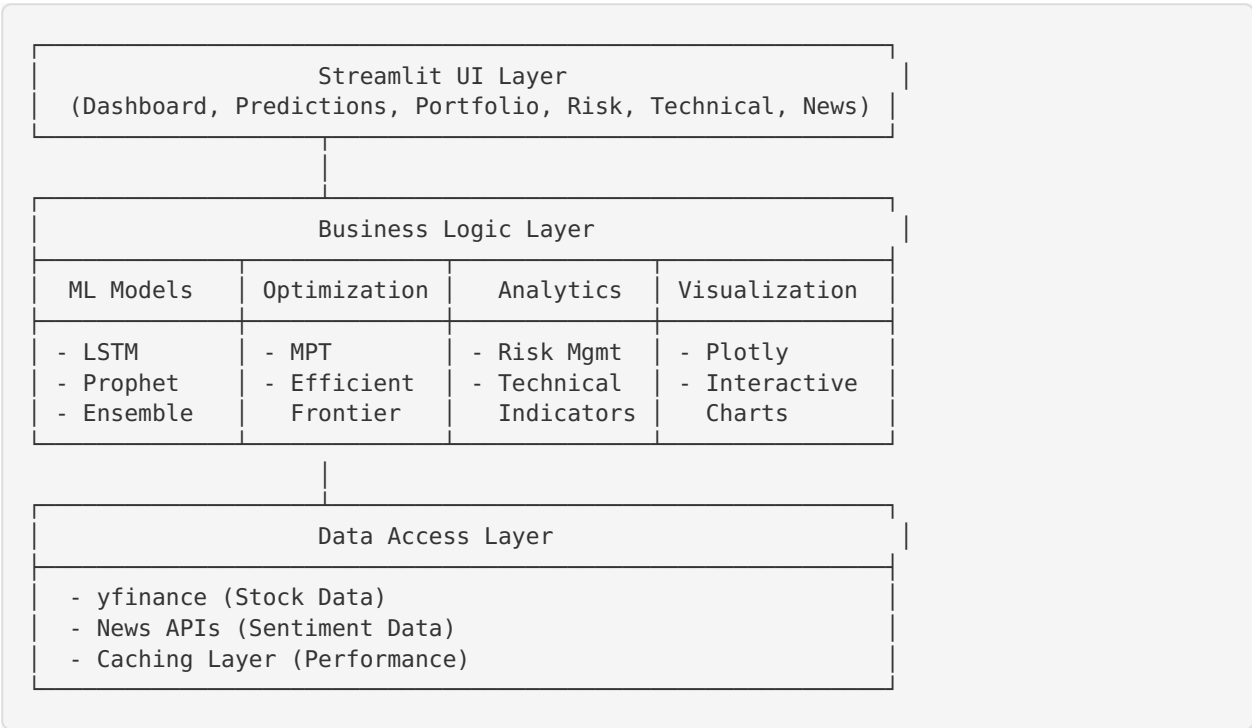 Streamlit UI Layer
(Dashboard, Predictions, Portfolio, Risk, Technical, News)
Business Logic Layer
ML Models Optimization Analytics Visualization
- LSTM - MPT - Risk Mgmt - Plotly
- Prophet - Efficient - Technical - Interactive
- Ensemble Frontier Indicators Charts
Data Access Layer
- yfinance (Stock Data)
- News APIs (Sentiment Data)
- Caching Layer (Performance)